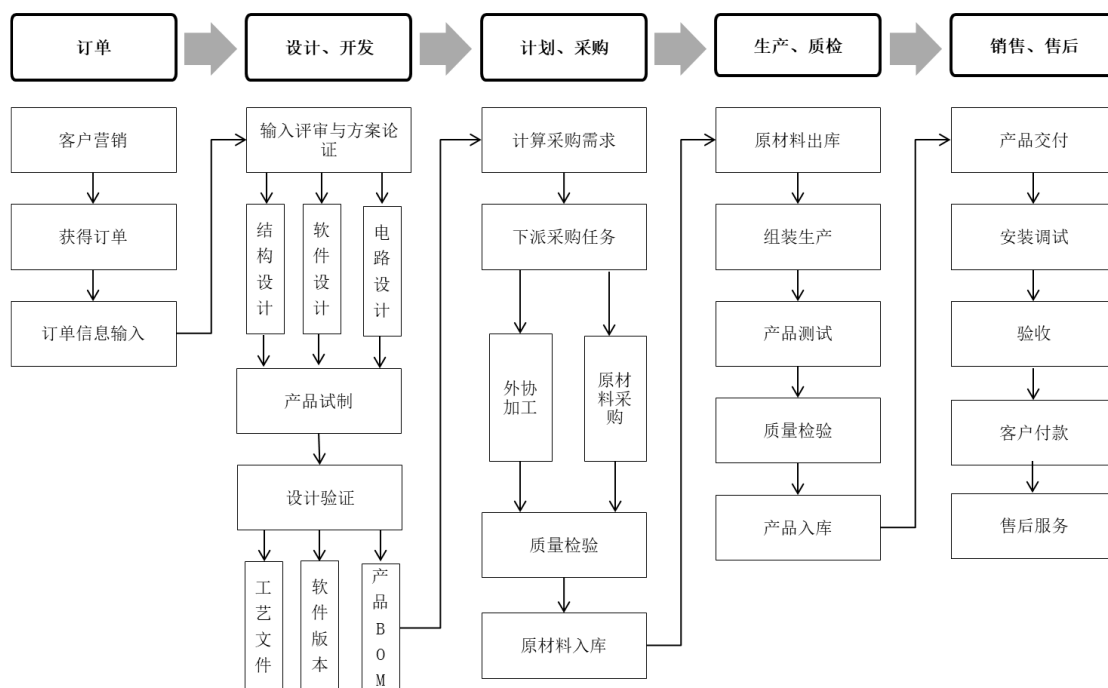 订单
设计、开发
计划、采购
生产、质检
销售、售后
客户营销
获得订单
订单信息输入
输入评审与方案论
证
结构设计
软件设计
电路设计
产品试制
设计验证
工艺文件
软件版本
产品BOM
计算采购需求
下派采购任务
外协
加工
原材
料采
购
质量检验
原材料入库
原材料出库
组装生产
产品测试
质量检验
产品入库
产品交付
安装调试
验收
客户付款
售后服务